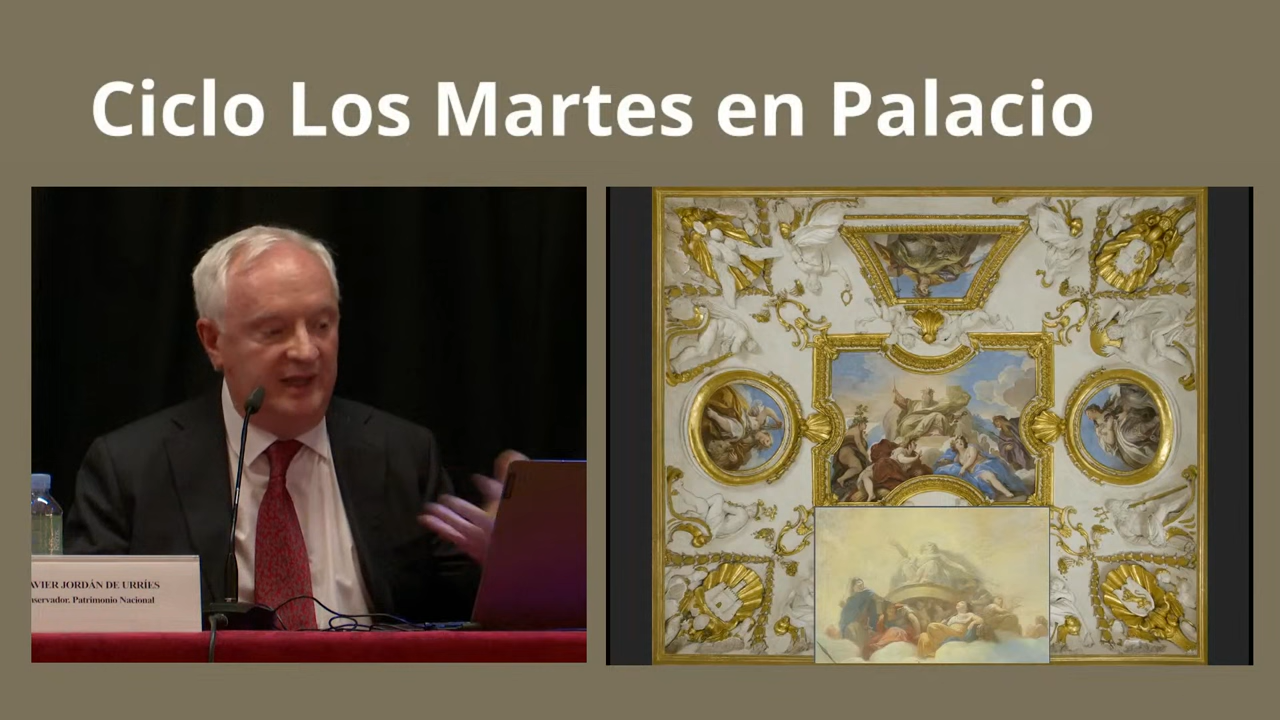 Ciclo Los Martes en Palacio
AVIER JORDÁN DE URRÍES
nservador. Patrimonio Nacional